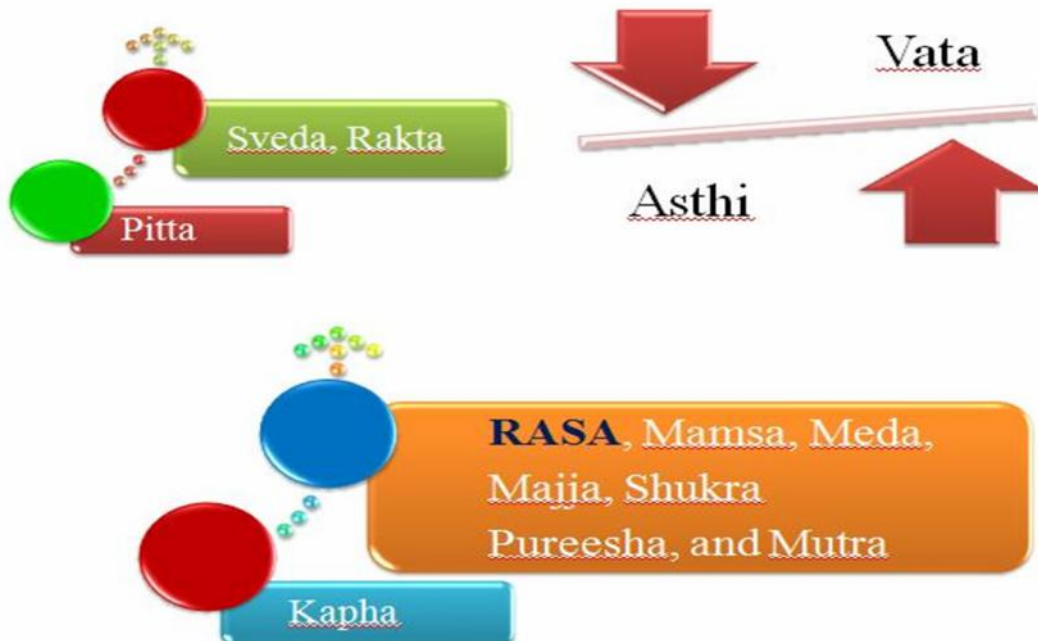 Sveda, Rakta
Pitta
Vata
Asthi
RASA, Mamsa, Meda,
Majja, Shukra
Pureesha, and Mutra
Kapha